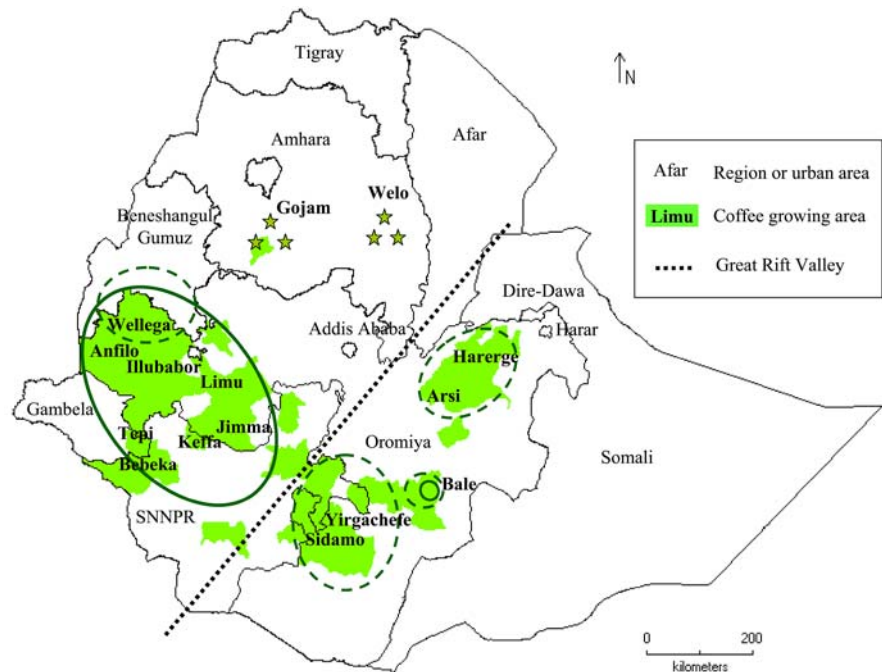 Tigray
N
Amhara
Afar
Welo
Gojam
Beneshangul
Gumuz
Afar Region or urban area
Limu Coffee growing area
Great Rift Valley
Dire-Dawa
Addis Ababa
Harar
Wellega
Anfilo
Illubabor
Harerge
Limu
Arsi
Gambela
Jimma
Tepi
Keffa
Oromiya
Bebeka
Somali
Bale
SNNPR
Yirgachefe
Sidamo
0 200
kilometers